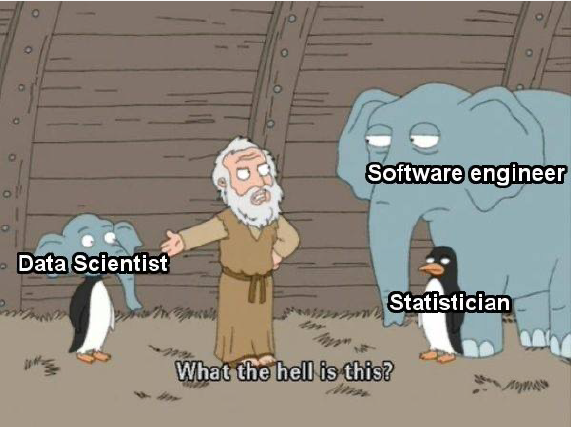 Software engineer
Data Scientist
Statistician
What the hell is this?